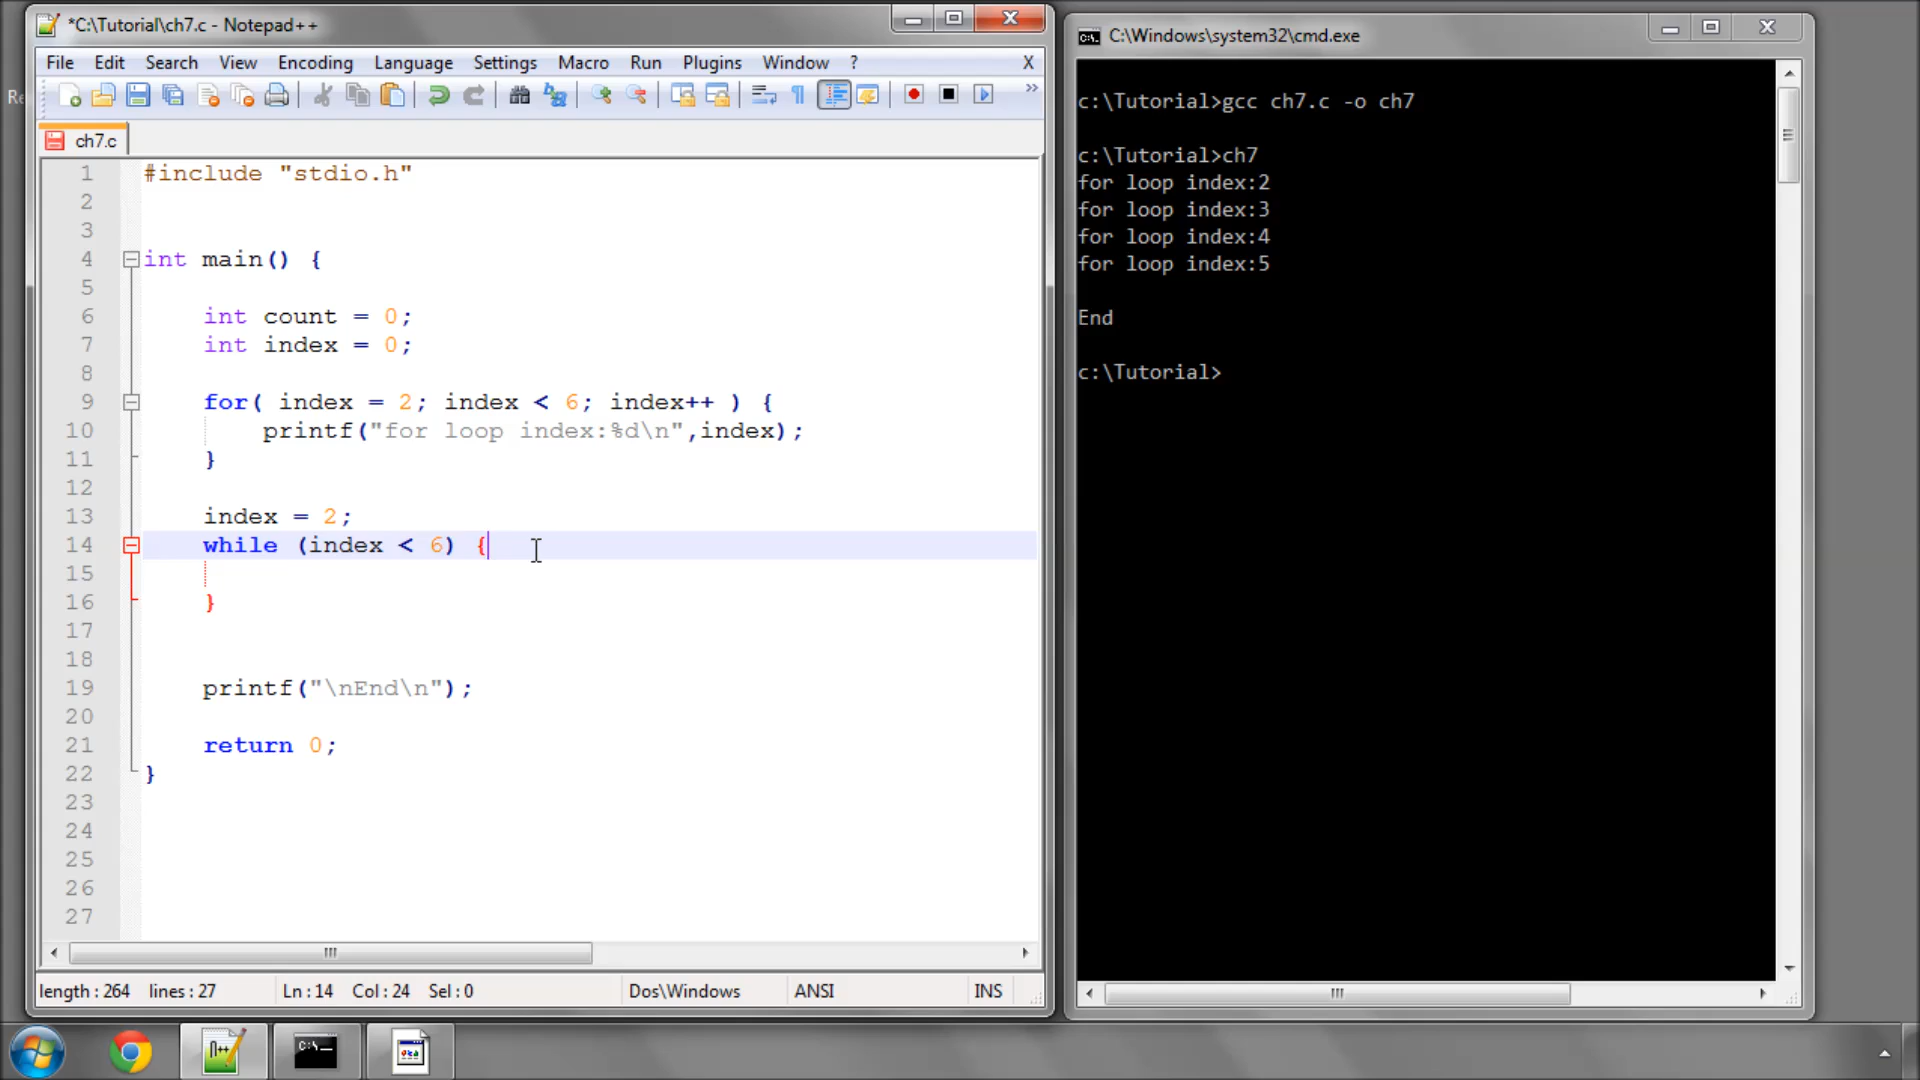 *C:\Tutorial\ch7.c - Notepad++
File Edit Search View Encoding Language Settings Macro Run Plugins Window ? X
ch7.c
1 #include "stdio.h"
2
3
4 int main() {
5
6 int count = 0;
7 int index = 0;
8
9 for( index = 2; index < 6; index++ ) {
10 printf("for loop index:%d\n",index);
11 }
12
13 index = 2;
14 while (index < 6) {
15
16 }
17
18
19 printf("\nEnd\n");
20
21 return 0;
22 }
23
24
25
26
27
length : 264 lines : 27 Ln : 14 Col : 24 Sel : 0 Dos\Windows ANSI INS
C:\Windows\system32\cmd.exe
c:\Tutorial>gcc ch7.c -o ch7
c:\Tutorial>ch7
for loop index:2
for loop index:3
for loop index:4
for loop index:5
End
c:\Tutorial>